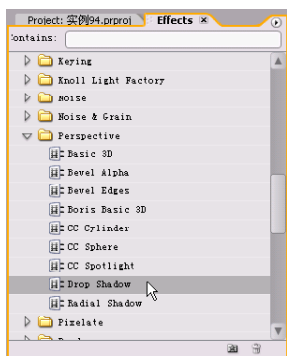 Project: 实例94.prproj Effects
ontains:
Keying
Knoll Light Factory
Noise
Noise & Grain
Perspective
Basic 3D
Bevel Alpha
Bevel Edges
Boris Basic 3D
CC Cylinder
CC Sphere
CC Spotlight
Drop Shadow
Radial Shadow
Pixelate